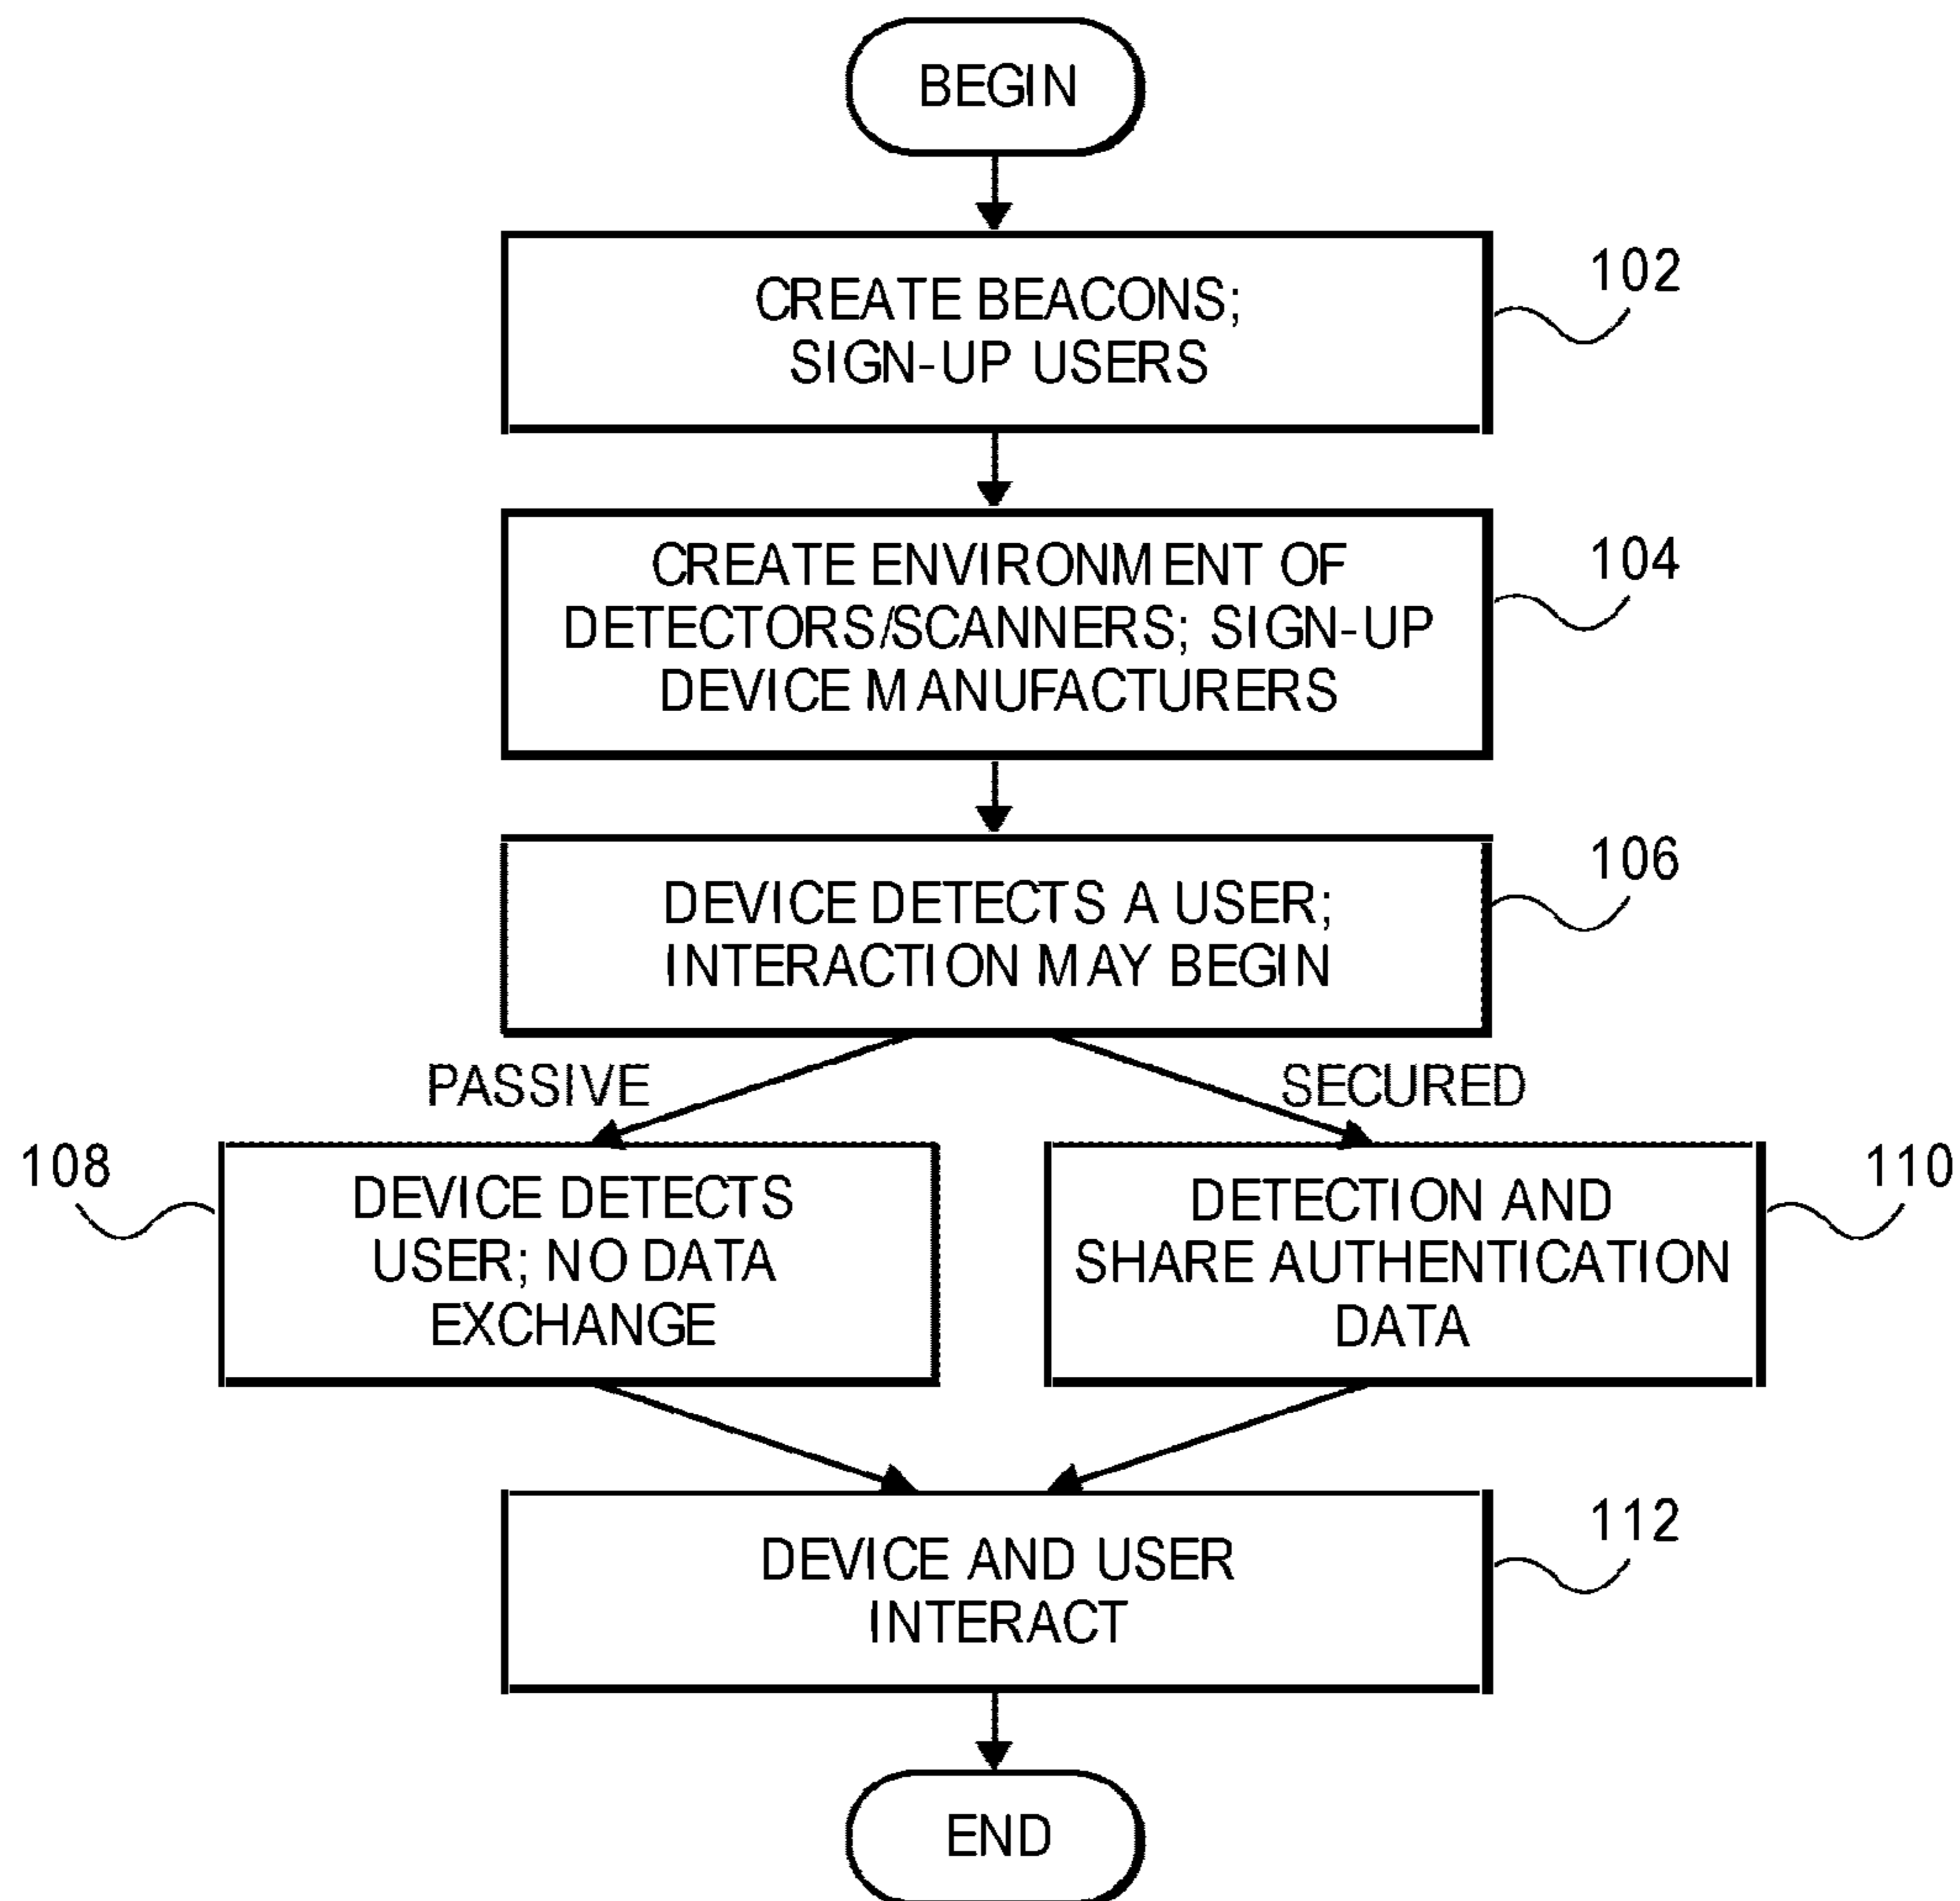 BEGIN
CREATE BEACONS;
SIGN-UP USERS
102
CREATE ENVIRONMENT OF
DETECTORS/SCANNERS; SIGN-UP
DEVICE MANUFACTURERS
104
DEVICE DETECTS A USER;
INTERACTION MAY BEGIN
106
PASSIVE
SECURED
108
DEVICE DETECTS
USER; NO DATA
EXCHANGE
DETECTION AND
SHARE AUTHENTICATION
DATA
110
DEVICE AND USER
INTERACT
112
END